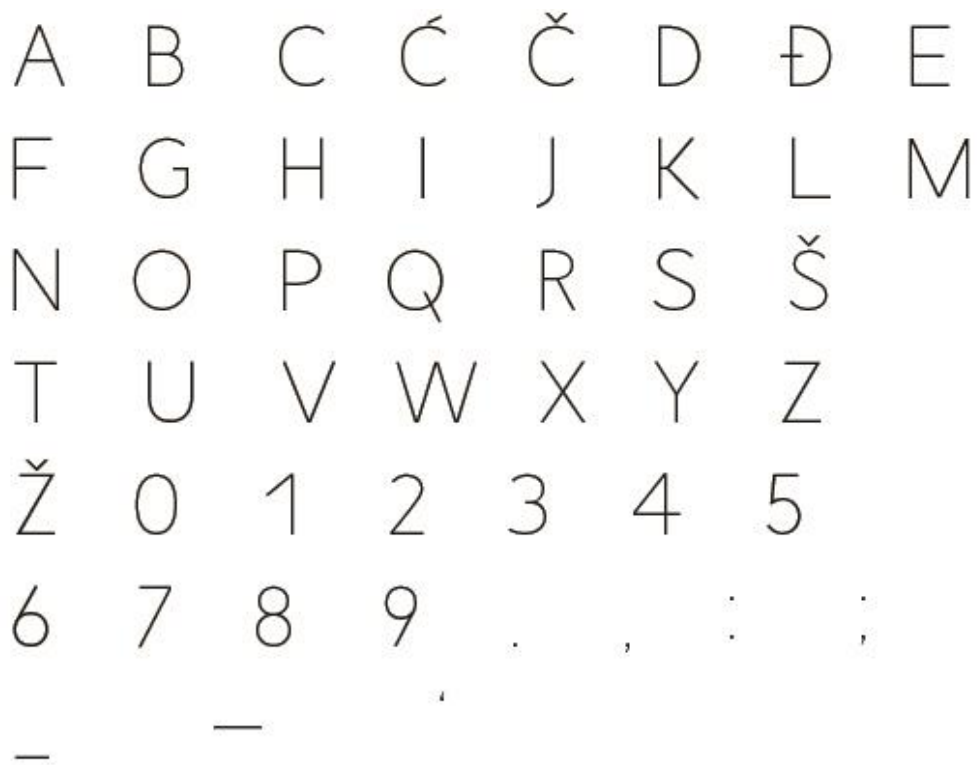 A B C Ć Č D Đ E
F G H I J K L M
N O P Q R S Š
T U V W X Y Z
Ž 0 1 2 3 4 5
6 7 8 9 . , : ;
_ — ‘